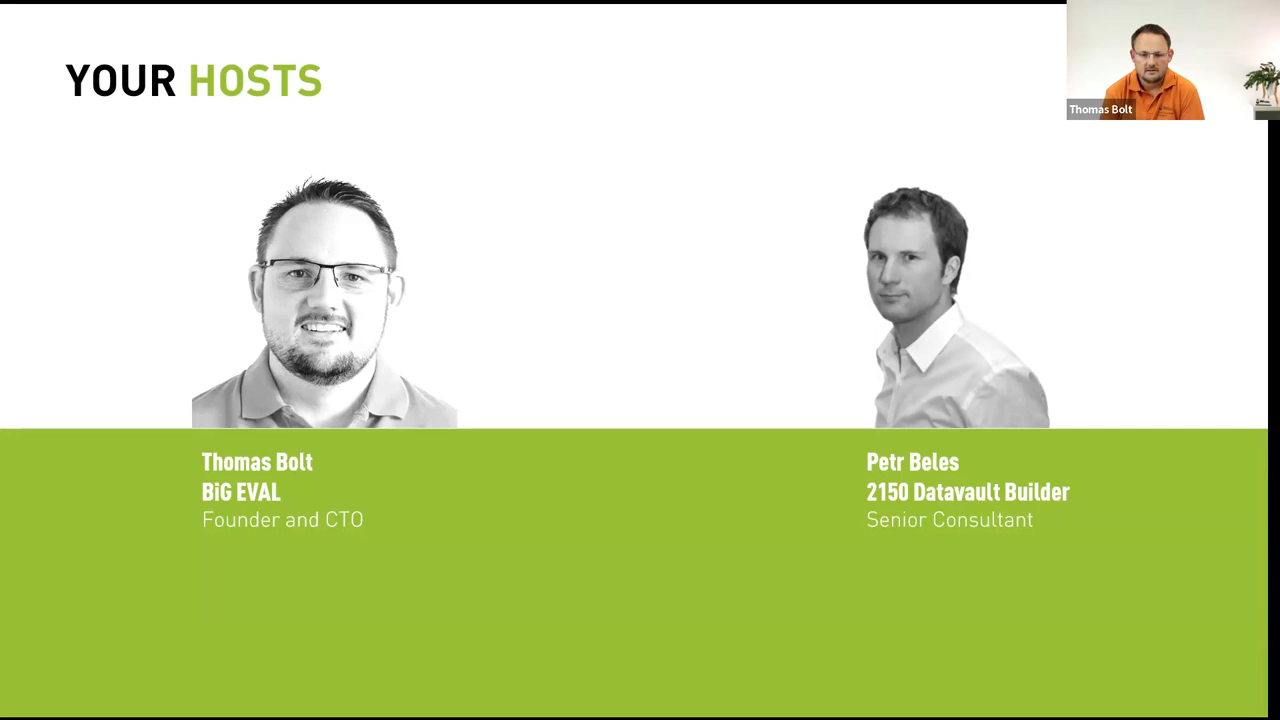 YOUR HOSTS
Thomas Bolt
Thomas Bolt
BiG EVAL
Founder and CTO
Petr Beles
2150 Datavault Builder
Senior Consultant